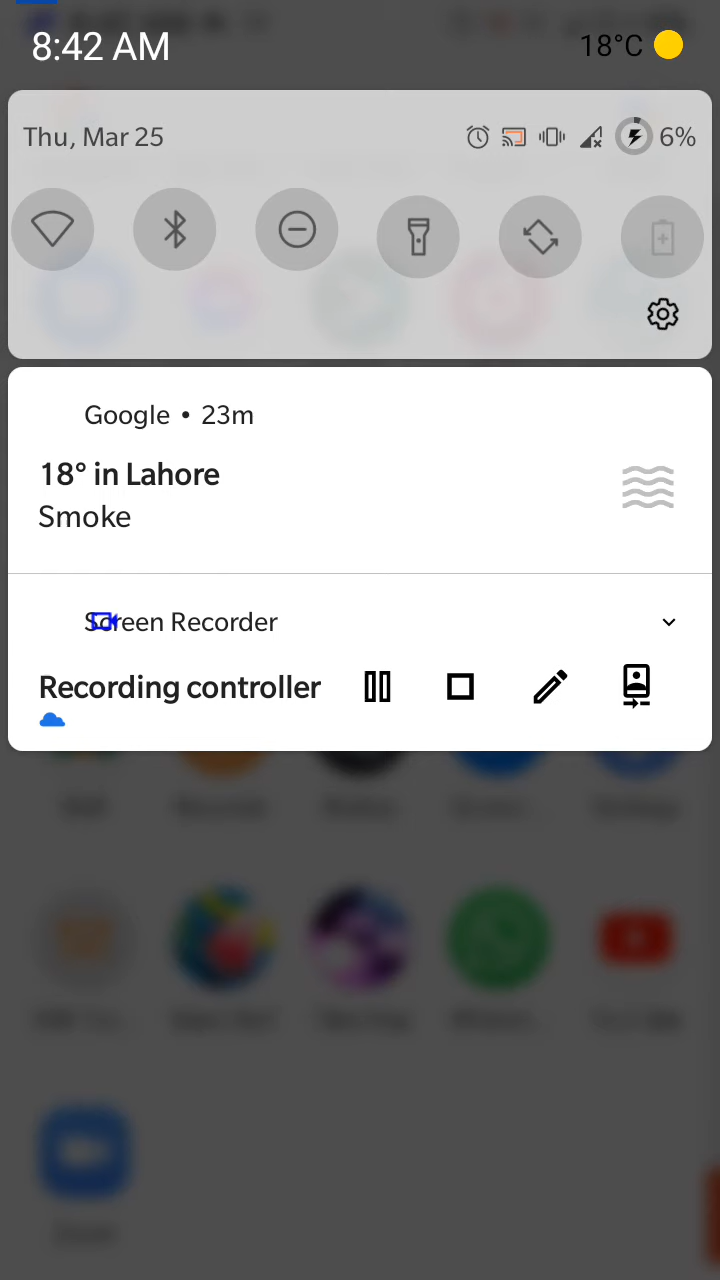 8:42 AM 18°C
Thu, Mar 25 6%
Google • 23m
18° in Lahore
Smoke
Screen Recorder
Recording controller